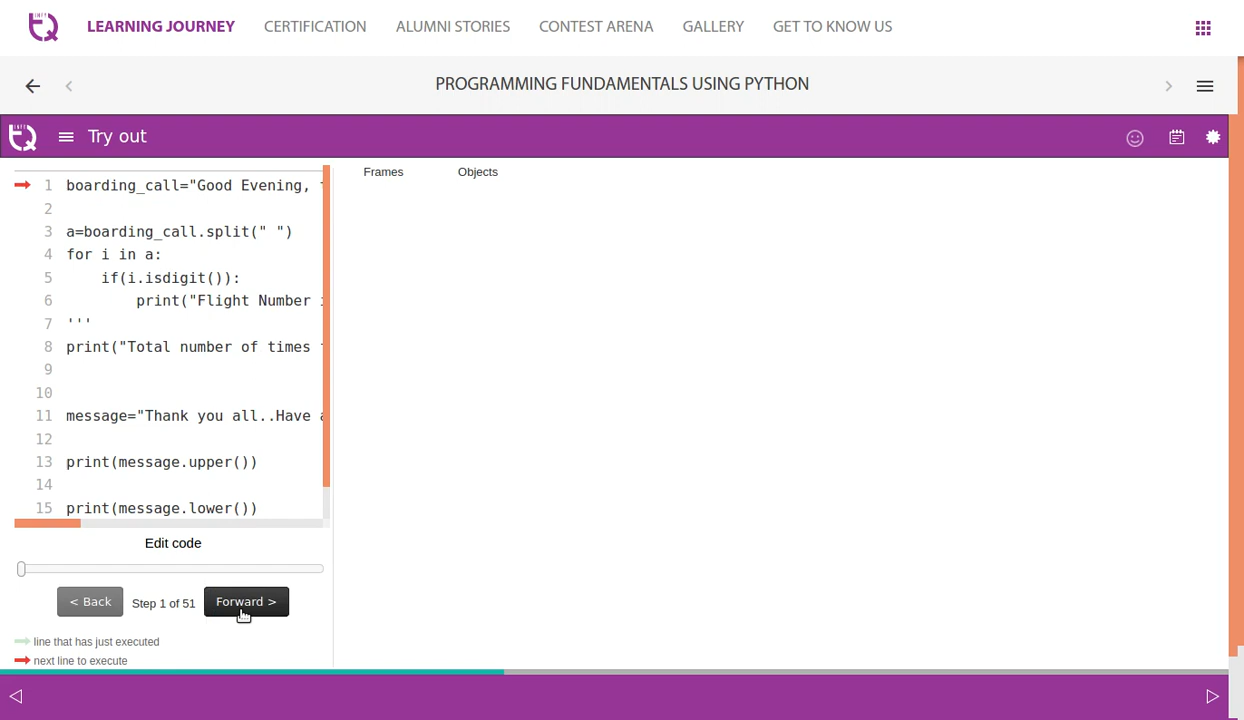 LEARNING JOURNEY CERTIFICATION ALUMNI STORIES CONTEST ARENA GALLERY GET TO KNOW US
PROGRAMMING FUNDAMENTALS USING PYTHON
Try out
Frames Objects
1 boarding_call="Good Evening,
2
3 a=boarding_call.split(" ")
4 for i in a:
5 if(i.isdigit()):
6 print("Flight Number
7 '''
8 print("Total number of times
9
10
11 message="Thank you all..Have
12
13 print(message.upper())
14
15 print(message.lower())
Edit code
< Back Step 1 of 51 Forward >
line that has just executed
next line to execute